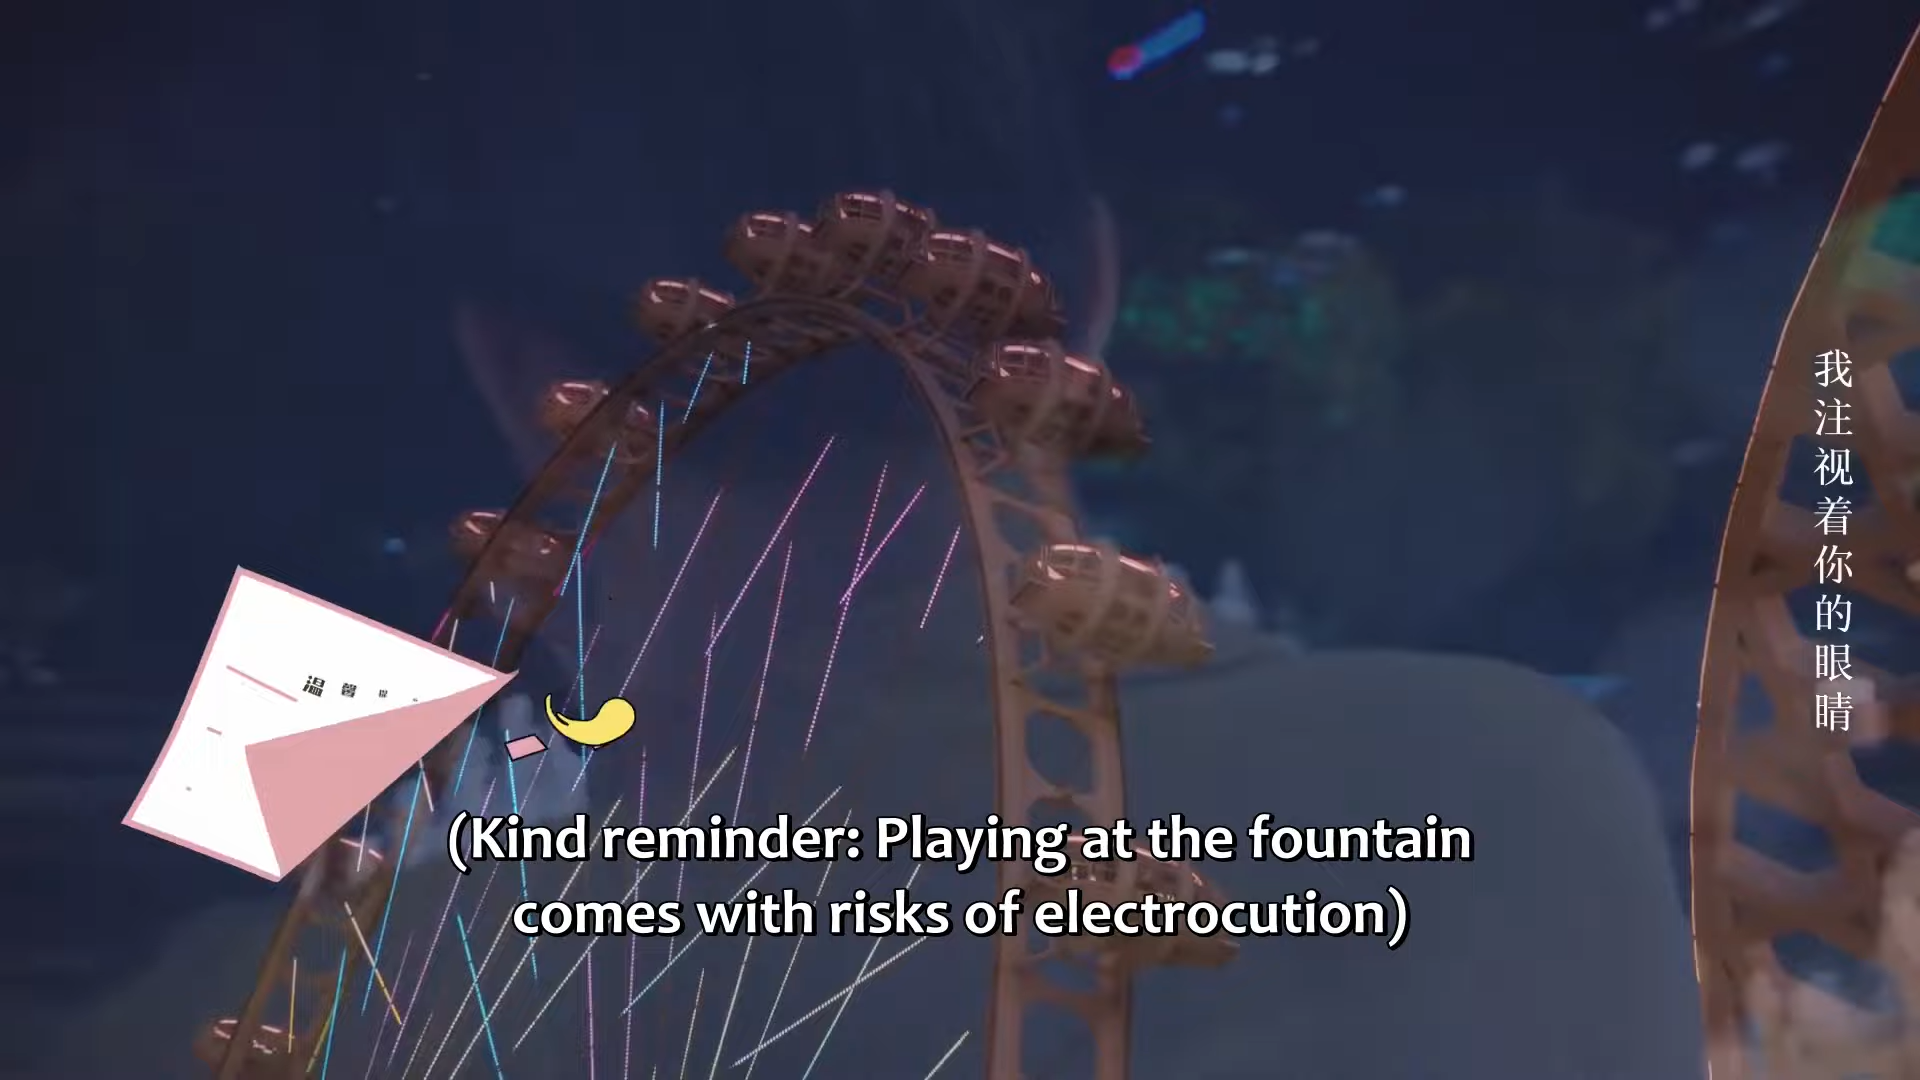 我注视着你的眼睛
温馨提
(Kind reminder: Playing at the fountain
comes with risks of electrocution)